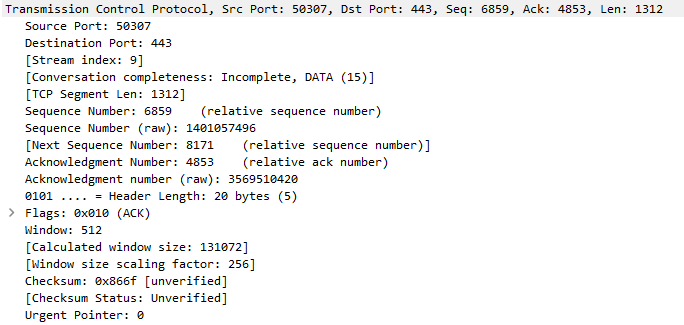 Transmission Control Protocol, Src Port: 50307, Dst Port: 443, Seq: 6859, Ack: 4853, Len: 1312
Source Port: 50307
Destination Port: 443
[Stream index: 9]
[Conversation completeness: Incomplete, DATA (15)]
[TCP Segment Len: 1312]
Sequence Number: 6859    (relative sequence number)
Sequence Number (raw): 1401057496
[Next Sequence Number: 8171    (relative sequence number)]
Acknowledgment Number: 4853    (relative ack number)
Acknowledgment number (raw): 3569510420
0101 .... = Header Length: 20 bytes (5)
Flags: 0x010 (ACK)
Window: 512
[Calculated window size: 131072]
[Window size scaling factor: 256]
Checksum: 0x866f [unverified]
[Checksum Status: Unverified]
Urgent Pointer: 0